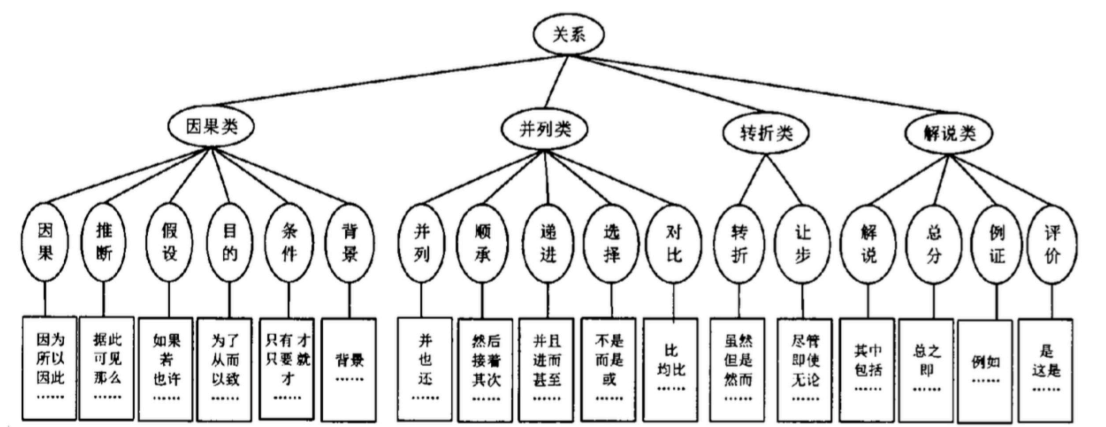 关系
因果类
并列类
转折类
解说类
因果
推断
假设
目的
条件
背景
并列
顺承
递进
选择
对比
转折
让步
解说
总分
例证
评价
因为
所以
因此
……
据此
可见
那么
……
如果
若
也许
……
为了
从而
以致
……
只有 才
只要 就
才
……
背景
……
并
也
还
……
然后
接着
其次
……
并且
进而
甚至
……
不是
而是
或
……
比
均比
……
虽然
但是
然而
……
尽管
即使
无论
……
其中
包括
……
总之
即
……
例如
……
是
这是
……